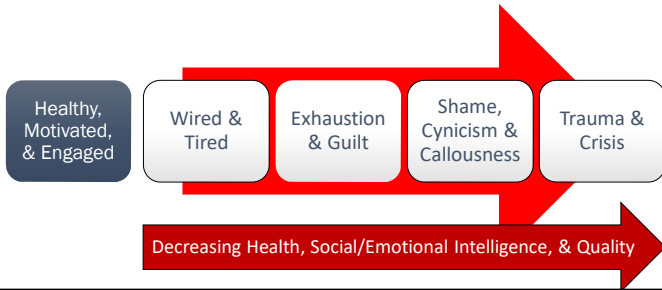 Healthy,
Motivated,
& Engaged
Wired &
Tired
Exhaustion
& Guilt
Shame,
Cynicism &
Callousness
Trauma &
Crisis
Decreasing Health, Social/Emotional Intelligence, & Quality